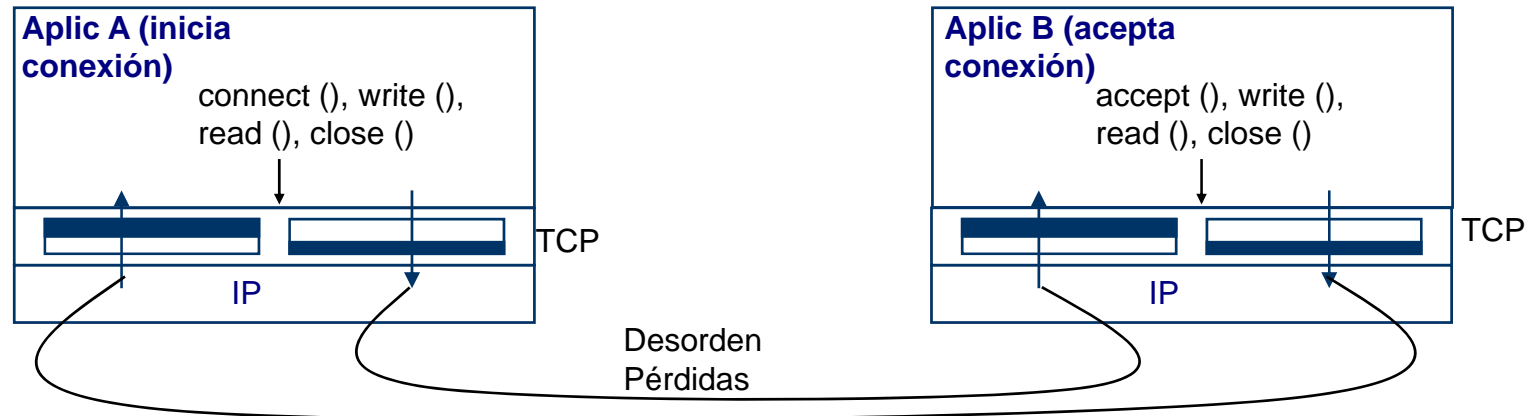 Aplic A (inicia
conexión)
connect (), write (),
read (), close ()
TCP
IP
Aplic B (acepta
conexión)
accept (), write (),
read (), close ()
TCP
IP
Desorden
Pérdidas